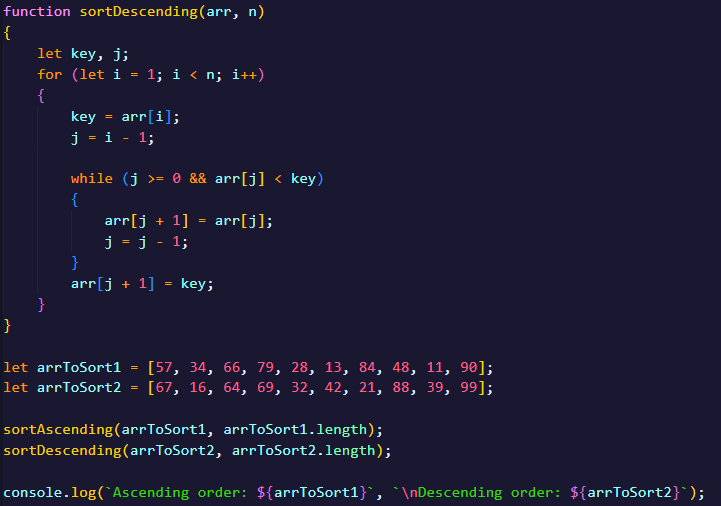 function sortDescending(arr, n)
{
    let key, j;
    for (let i = 1; i < n; i++)
    {
        key = arr[i];
        j = i - 1;

        while (j >= 0 && arr[j] < key)
        {
            arr[j + 1] = arr[j];
            j = j - 1;
        }
        arr[j + 1] = key;
    }
}

let arrToSort1 = [57, 34, 66, 79, 28, 13, 84, 48, 11, 90];
let arrToSort2 = [67, 16, 64, 69, 32, 42, 21, 88, 39, 99];

sortAscending(arrToSort1, arrToSort1.length);
sortDescending(arrToSort2, arrToSort2.length);

console.log(`Ascending order: ${arrToSort1}`, `\nDescending order: ${arrToSort2}`);